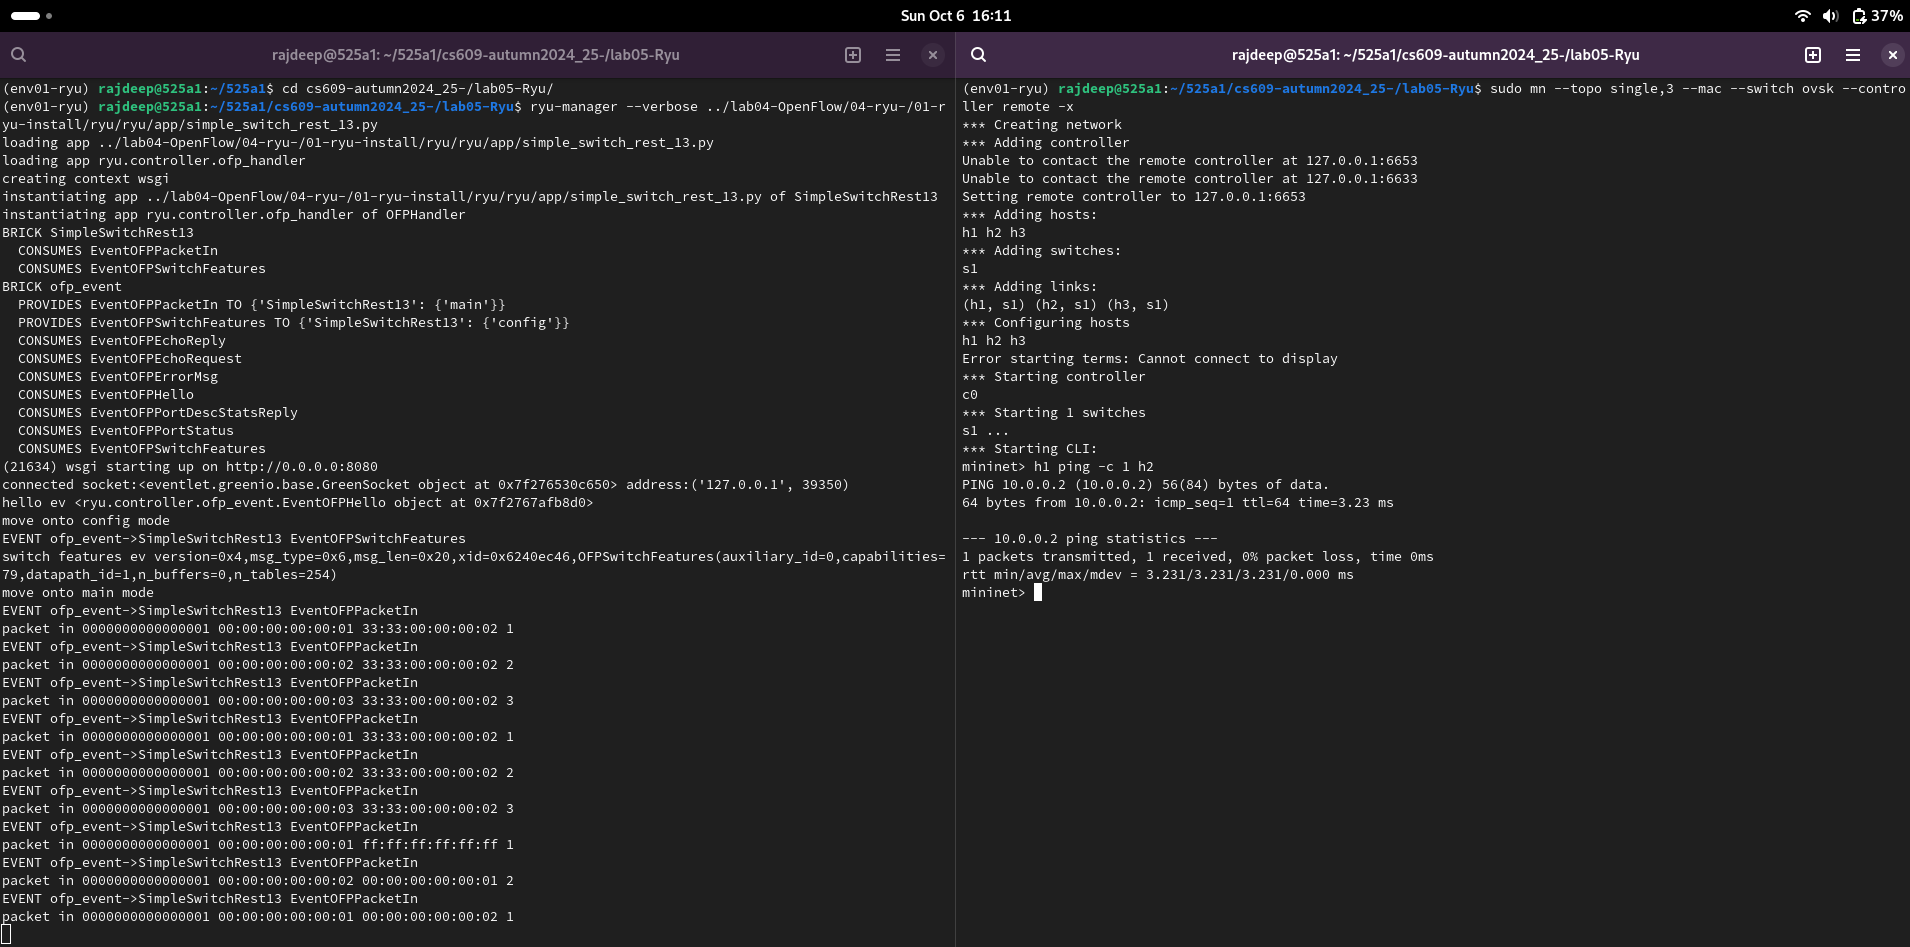 Sun Oct 6 16:11
37%
rajdeep@525a1: ~/525a1/cs609-autumn2024_25-/lab05-Ryu
(env01-ryu) rajdeep@525a1:~/525a1$ cd cs609-autumn2024_25-/lab05-Ryu/
(env01-ryu) rajdeep@525a1:~/525a1/cs609-autumn2024_25-/lab05-Ryu$ ryu-manager --verbose ../lab04-OpenFlow/04-ryu-/01-r
yu-install/ryu/ryu/app/simple_switch_rest_13.py
loading app ../lab04-OpenFlow/04-ryu-/01-ryu-install/ryu/ryu/app/simple_switch_rest_13.py
loading app ryu.controller.ofp_handler
creating context wsgi
instantiating app ../lab04-OpenFlow/04-ryu-/01-ryu-install/ryu/ryu/app/simple_switch_rest_13.py of SimpleSwitchRest13
instantiating app ryu.controller.ofp_handler of OFPHandler
BRICK SimpleSwitchRest13
  CONSUMES EventOFPPacketIn
  CONSUMES EventOFPSwitchFeatures
BRICK ofp_event
  PROVIDES EventOFPPacketIn TO {'SimpleSwitchRest13': {'main'}}
  PROVIDES EventOFPSwitchFeatures TO {'SimpleSwitchRest13': {'config'}}
  CONSUMES EventOFPEchoReply
  CONSUMES EventOFPEchoRequest
  CONSUMES EventOFPErrorMsg
  CONSUMES EventOFPHello
  CONSUMES EventOFPPortDescStatsReply
  CONSUMES EventOFPPortStatus
  CONSUMES EventOFPSwitchFeatures
(21634) wsgi starting up on http://0.0.0.0:8080
connected socket:<eventlet.greenio.base.GreenSocket object at 0x7f276530c650> address:('127.0.0.1', 39350)
hello ev <ryu.controller.ofp_event.EventOFPHello object at 0x7f2767afb8d0>
move onto config mode
EVENT ofp_event->SimpleSwitchRest13 EventOFPSwitchFeatures
switch features ev version=0x4,msg_type=0x6,msg_len=0x20,xid=0x6240ec46,OFPSwitchFeatures(auxiliary_id=0,capabilities=
79,datapath_id=1,n_buffers=0,n_tables=254)
move onto main mode
EVENT ofp_event->SimpleSwitchRest13 EventOFPPacketIn
packet in 0000000000000001 00:00:00:00:00:01 33:33:00:00:00:02 1
EVENT ofp_event->SimpleSwitchRest13 EventOFPPacketIn
packet in 0000000000000001 00:00:00:00:00:02 33:33:00:00:00:02 2
EVENT ofp_event->SimpleSwitchRest13 EventOFPPacketIn
packet in 0000000000000001 00:00:00:00:00:03 33:33:00:00:00:02 3
EVENT ofp_event->SimpleSwitchRest13 EventOFPPacketIn
packet in 0000000000000001 00:00:00:00:00:01 33:33:00:00:00:02 1
EVENT ofp_event->SimpleSwitchRest13 EventOFPPacketIn
packet in 0000000000000001 00:00:00:00:00:02 33:33:00:00:00:02 2
EVENT ofp_event->SimpleSwitchRest13 EventOFPPacketIn
packet in 0000000000000001 00:00:00:00:00:03 33:33:00:00:00:02 3
EVENT ofp_event->SimpleSwitchRest13 EventOFPPacketIn
packet in 0000000000000001 00:00:00:00:00:01 ff:ff:ff:ff:ff:ff 1
EVENT ofp_event->SimpleSwitchRest13 EventOFPPacketIn
packet in 0000000000000001 00:00:00:00:00:02 00:00:00:00:00:01 2
EVENT ofp_event->SimpleSwitchRest13 EventOFPPacketIn
packet in 0000000000000001 00:00:00:00:00:01 00:00:00:00:00:02 1
rajdeep@525a1: ~/525a1/cs609-autumn2024_25-/lab05-Ryu
(env01-ryu) rajdeep@525a1:~/525a1/cs609-autumn2024_25-/lab05-Ryu$ sudo mn --topo single,3 --mac --switch ovsk --contro
ller remote -x
*** Creating network
*** Adding controller
Unable to contact the remote controller at 127.0.0.1:6653
Unable to contact the remote controller at 127.0.0.1:6633
Setting remote controller to 127.0.0.1:6653
*** Adding hosts:
h1 h2 h3
*** Adding switches:
s1
*** Adding links:
(h1, s1) (h2, s1) (h3, s1)
*** Configuring hosts
h1 h2 h3
Error starting terms: Cannot connect to display
*** Starting controller
c0
*** Starting 1 switches
s1 ...
*** Starting CLI:
mininet> h1 ping -c 1 h2
PING 10.0.0.2 (10.0.0.2) 56(84) bytes of data.
64 bytes from 10.0.0.2: icmp_seq=1 ttl=64 time=3.23 ms
--- 10.0.0.2 ping statistics ---
1 packets transmitted, 1 received, 0% packet loss, time 0ms
rtt min/avg/max/mdev = 3.231/3.231/3.231/0.000 ms
mininet>